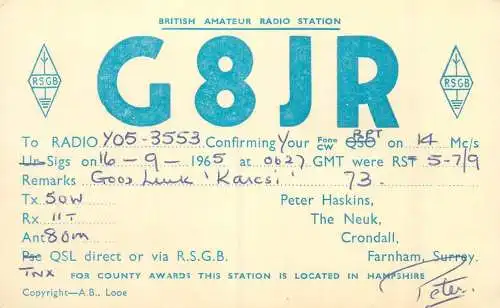 BRITISH AMATEUR RADIO STATION
G8JR
R.S.G.B
R.S.G.B
To RADIO YO5-3553 Confirming Your Fone CW QSO RPT on 14 Mc/s
Ur Sigs on 16-9-1965 at 0627 GMT were RST 5-7/9
Remarks Good Luck 'Karcsi' 73.
Tx 50W
Peter Haskins,
Rx 11T
The Neuk,
Ant 80m
Crondall,
Pse QSL direct or via R.S.G.B.
Farnham, Surrey.
TNX FOR COUNTY AWARDS THIS STATION IS LOCATED IN HAMPSHIRE
Copyright—A.B., Looe
Peter.